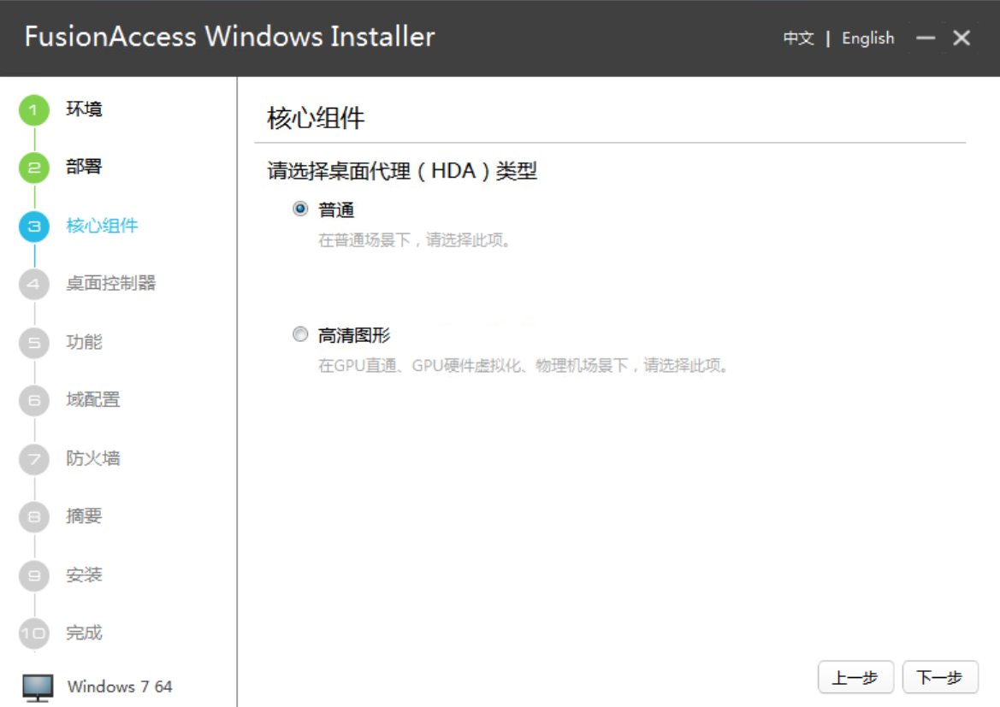 FusionAccess Windows Installer
中文 | English
1 环境
2 部署
3 核心组件
4 桌面控制器
5 功能
6 域配置
7 防火墙
8 摘要
9 安装
10 完成
Windows 7 64
核心组件
请选择桌面代理（HDA）类型
普通
在普通场景下，请选择此项。
高清图形
在GPU直通、GPU硬件虚拟化、物理机场景下，请选择此项。
上一步
下一步